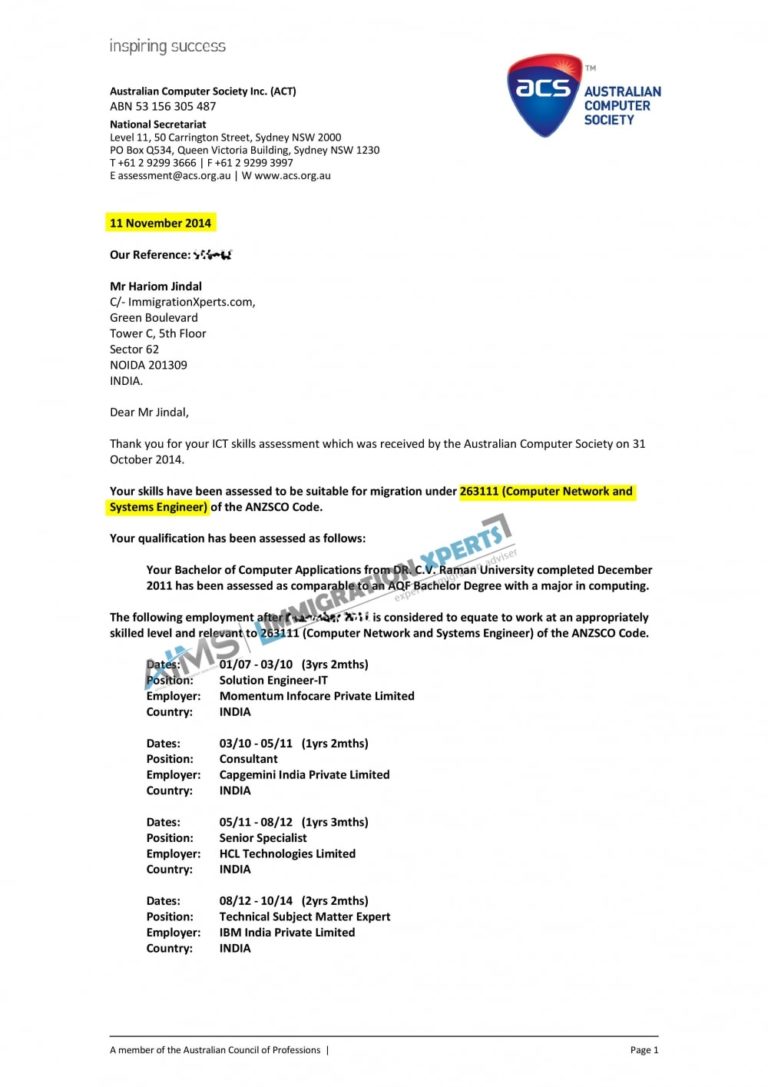 inspiring success
acs™ AUSTRALIAN
COMPUTER
SOCIETY
Australian Computer Society Inc. (ACT)
ABN 53 156 305 487
National Secretariat
Level 11, 50 Carrington Street, Sydney NSW 2000
PO Box Q534, Queen Victoria Building, Sydney NSW 1230
T +61 2 9299 3666 | F +61 2 9299 3997
E assessment@acs.org.au | W www.acs.org.au
11 November 2014
Our Reference:
Mr Hariom Jindal
C/- ImmigrationXperts.com,
Green Boulevard
Tower C, 5th Floor
Sector 62
NOIDA 201309
INDIA.
Dear Mr Jindal,
Thank you for your ICT skills assessment which was received by the Australian Computer Society on 31
October 2014.
Your skills have been assessed to be suitable for migration under 263111 (Computer Network and
Systems Engineer) of the ANZSCO Code.
Your qualification has been assessed as follows:
Your Bachelor of Computer Applications from DR. C.V. Raman University completed December
2011 has been assessed as comparable to an AQF Bachelor Degree with a major in computing.
The following employment after is considered to equate to work at an appropriately
skilled level and relevant to 263111 (Computer Network and Systems Engineer) of the ANZSCO Code.
AIMS | IMMIGRATIONXPERTS
Dates: 01/07 - 03/10 (3yrs 2mths)
Position: Solution Engineer-IT
Employer: Momentum Infocare Private Limited
Country: INDIA
Dates: 03/10 - 05/11 (1yrs 2mths)
Position: Consultant
Employer: Capgemini India Private Limited
Country: INDIA
Dates: 05/11 - 08/12 (1yrs 3mths)
Position: Senior Specialist
Employer: HCL Technologies Limited
Country: INDIA
Dates: 08/12 - 10/14 (2yrs 2mths)
Position: Technical Subject Matter Expert
Employer: IBM India Private Limited
Country: INDIA
A member of the Australian Council of Professions | Page 1